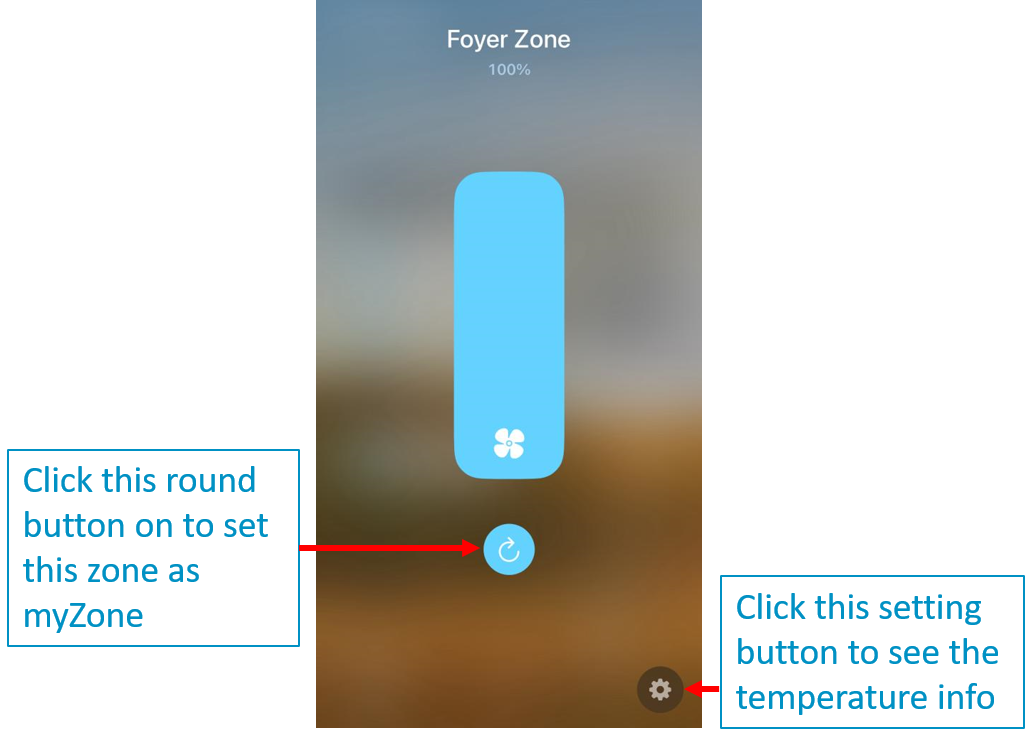 Foyer Zone
100%
Click this round
button on to set
this zone as
myZone
Click this setting
button to see the
temperature info